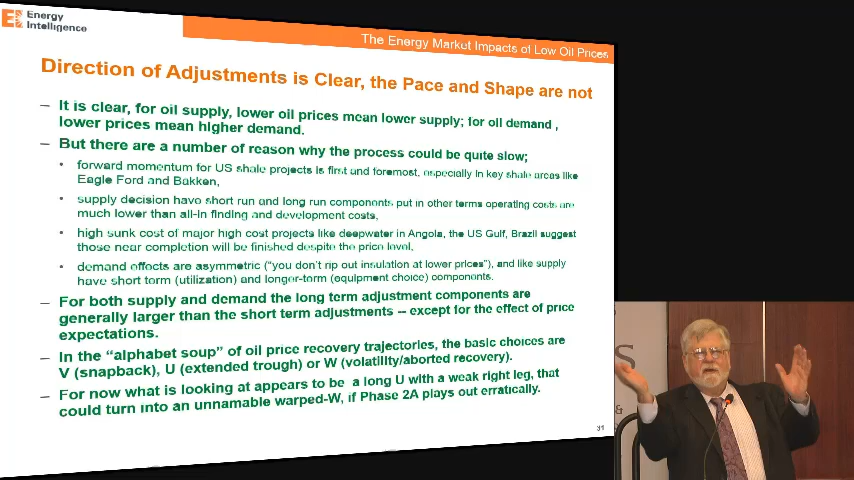 Energy
Intelligence
The Energy Market Impacts of Low Oil Prices
Direction of Adjustments is Clear, the Pace and Shape are not
– It is clear, for oil supply, lower oil prices mean lower supply; for oil demand ,
lower prices mean higher demand.
– But there are a number of reason why the process could be quite slow;
• forward momentum for US shale projects is first and foremost, especially in key shale areas like
Eagle Ford and Bakken,
• supply decision have short run and long run components put in other terms operating costs are
much lower than all-in finding and development costs,
• high sunk cost of major high cost projects like deepwater in Angola, the US Gulf, Brazil suggest
those near completion will be finished despite the price level,
• demand effects are asymmetric ("you don't rip out insulation at lower prices"), and like supply
have short term (utilization) and longer-term (equipment choice) components.
– For both supply and demand the long term adjustment components are
generally larger than the short term adjustments -- except for the effect of price
expectations.
– In the "alphabet soup" of oil price recovery trajectories, the basic choices are
V (snapback), U (extended trough) or W (volatility/aborted recovery).
– For now what is looking at appears to be a long U with a weak right leg, that
could turn into an unnamable warped-W, if Phase 2A plays out erratically.
31